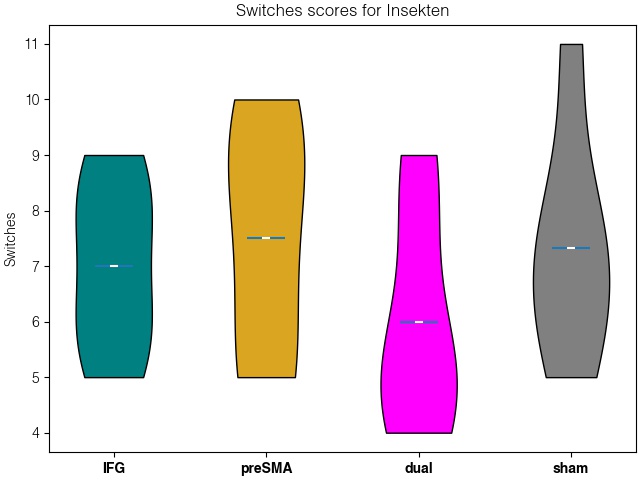 Switches scores for Insekten
11
10
9
8
7
6
5
4
Switches
IFG
preSMA
dual
sham